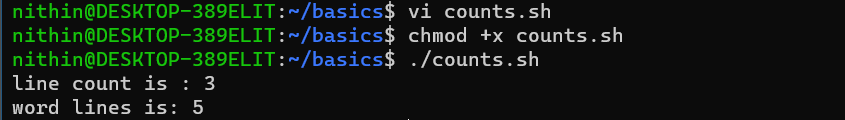 nithin@DESKTOP-389ELIT:~/basics$ vi counts.sh
nithin@DESKTOP-389ELIT:~/basics$ chmod +x counts.sh
nithin@DESKTOP-389ELIT:~/basics$ ./counts.sh
line count is : 3
word lines is: 5